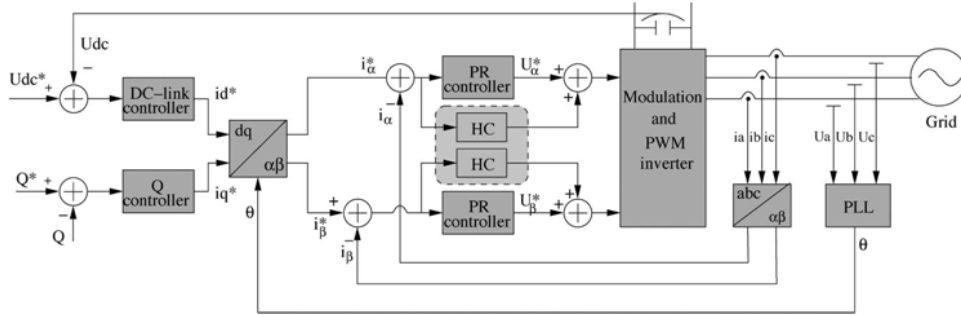 Udc
Udc*
+
−
DC−link
controller
id*
Q*
+
−
Q
Q
controller
iq*
dq
αβ
θ
i*α
iα
−
+
i*β
iβ
−
PR
controller
U*α
+
+
HC
HC
PR
controller
U*β
+
+
Modulation
and
PWM
inverter
ia
ib
ic
Ua
Ub
Uc
Grid
abc
αβ
PLL
θ